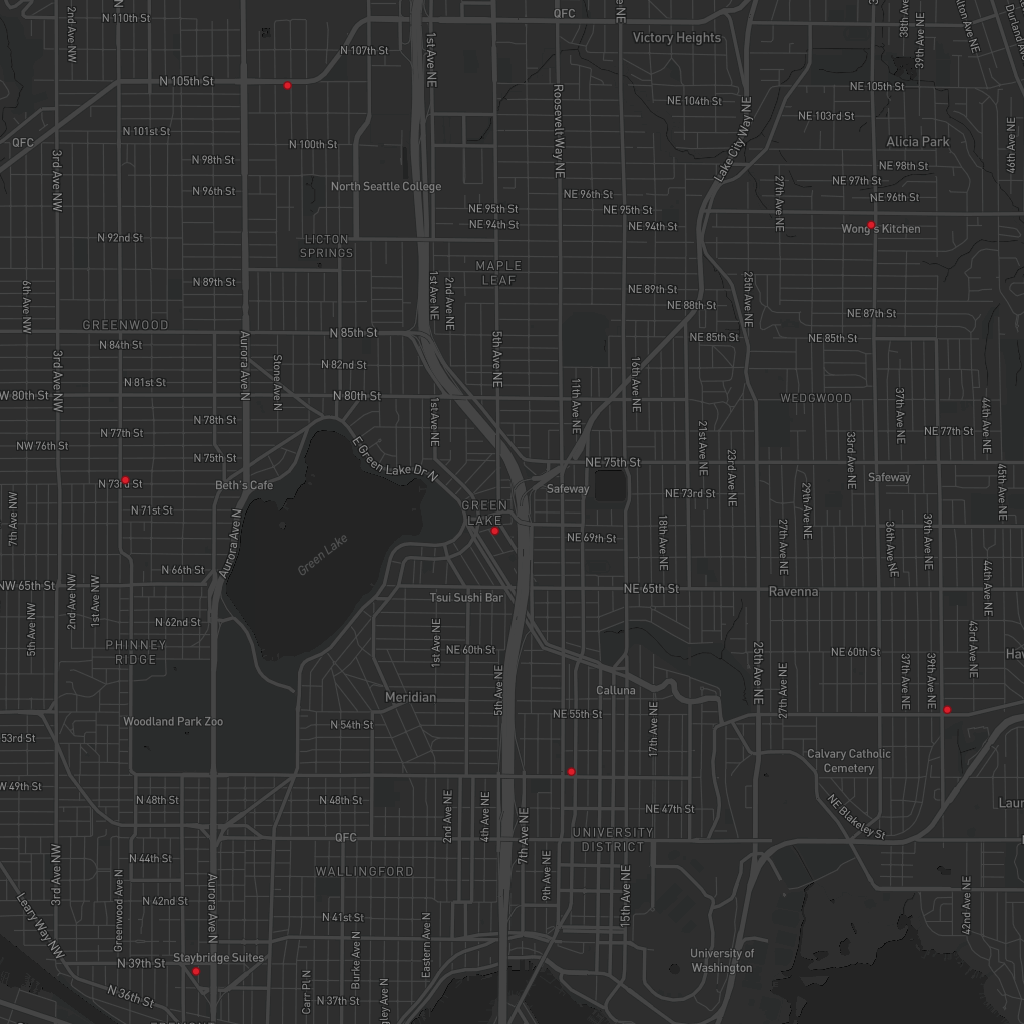 N 110th St
2nd Ave NW
QFC
Victory Heights
39th Ave NE
38th Ave NE
N 107th St
1st Ave NE
N 105th St
Roosevelt Way NE
NE 104th St
NE 105th St
Lake City Way NE
NE 103rd St
N 101st St
QFC
N 100th St
Alicia Park
46th Ave NE
3rd Ave NW
N 98th St
NE 98th St
N 96th St
North Seattle College
NE 96th St
27th Ave NE
NE 97th St
NE 96th St
NE 95th St
NE 95th St
NE 94th St
NE 94th St
Wong's Kitchen
N 92nd St
LICTON
SPRINGS
MAPLE
LEAF
6th Ave NW
N 89th St
1st Ave NE
2nd Ave NE
NE 89th St
NE 88th St
25th Ave NE
NE 87th St
GREENWOOD
N 85th St
NE 85th St
NE 85th St
N 84th St
Aurora Ave N
5th Ave NE
3rd Ave NW
Stone Ave N
N 82nd St
16th Ave NE
N 81st St
11th Ave NE
W 80th St
N 80th St
WEDGWOOD
37th Ave NE
44th Ave NE
N 78th St
1st Ave NE
N 77th St
NE 77th St
NW 76th St
21st Ave NE
23rd Ave NE
33rd Ave NE
N 75th St
E Green Lake Dr N
NE 75th St
N 73rd St
Beth's Cafe
Safeway
NE 73rd St
Safeway
45th Ave NE
7th Ave NW
N 71st St
GREEN
LAKE
29th Ave NE
Aurora Ave N
Green Lake
NE 69th St
18th Ave NE
27th Ave NE
36th Ave NE
39th Ave NE
N 66th St
NW 65th St
2nd Ave NW
1st Ave NW
NE 65th St
Ravenna
44th Ave NE
Tsui Sushi Bar
5th Ave NW
N 62nd St
1st Ave NE
PHINNEY
RIDGE
NE 60th St
NE 60th St
43rd Ave NE
25th Ave NE
27th Ave NE
37th Ave NE
39th Ave NE
5th Ave NE
Meridian
Calluna
Woodland Park Zoo
N 54th St
NE 55th St
17th Ave NE
53rd St
Calvary Catholic
Cemetery
W 49th St
N 48th St
N 48th St
2nd Ave NE
4th Ave NE
NE 47th St
NE Blakeley St
7th Ave NE
QFC
UNIVERSITY
DISTRICT
3rd Ave NW
N 44th St
WALLINGFORD
9th Ave NE
15th Ave NE
Greenwood Ave N
Aurora Ave N
N 42nd St
42nd Ave NE
Leary Way NW
N 41st St
Eastern Ave N
Burke Ave N
N 39th St
Staybridge Suites
University of
Washington
N 36th St
Carr Pl N
N 37th St